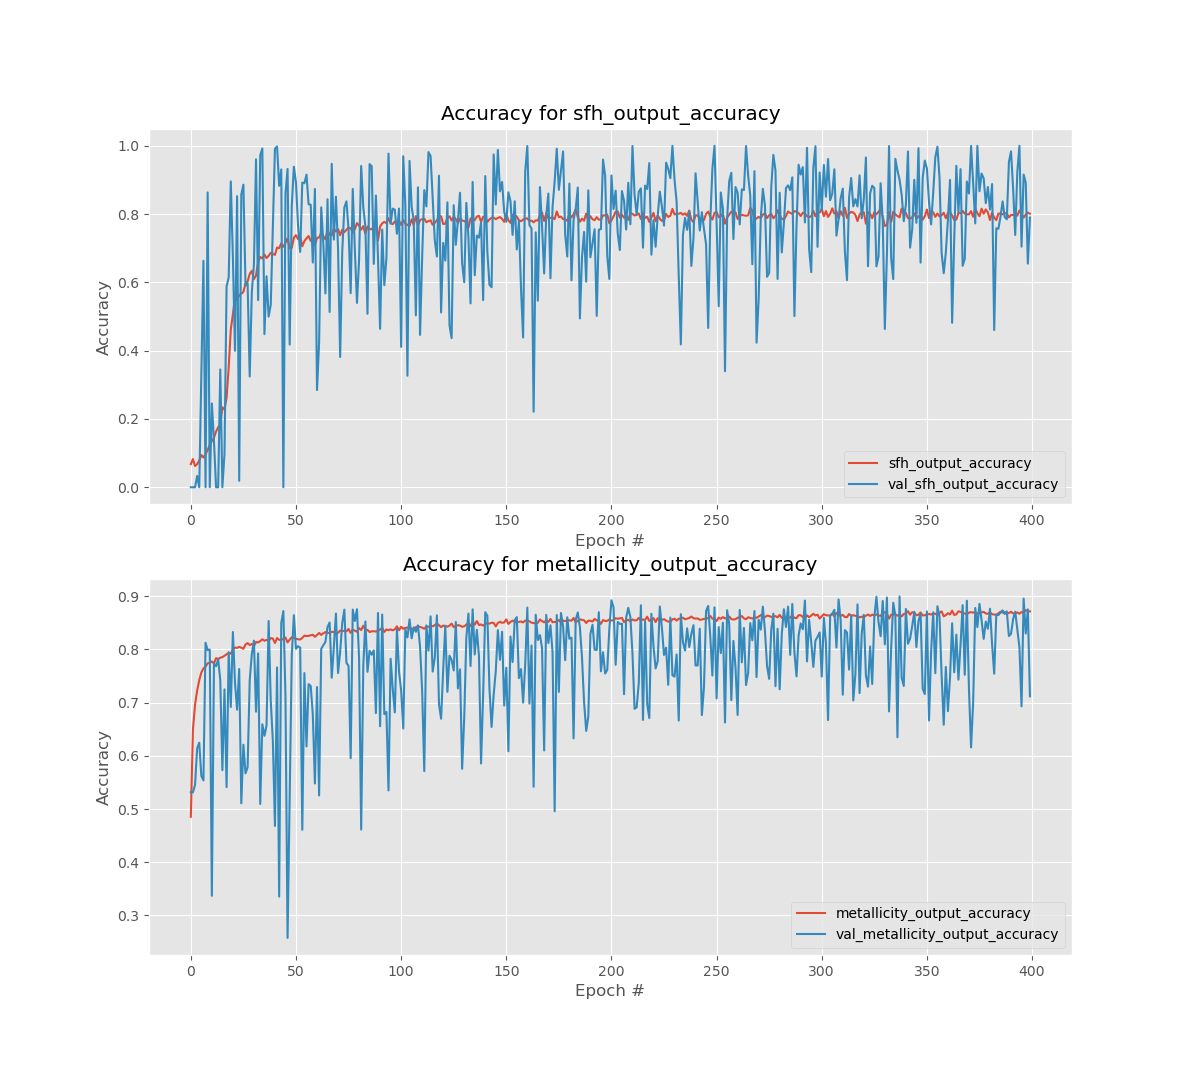 Accuracy for sfh_output_accuracy
1.0
0.8
0.6
0.4
0.2
0.0
Accuracy
sfh_output_accuracy
val_sfh_output_accuracy
0 50 100 150 200 250 300 350 400
Epoch #
Accuracy for metallicity_output_accuracy
0.9
0.8
0.7
0.6
0.5
0.4
0.3
Accuracy
metallicity_output_accuracy
val_metallicity_output_accuracy
0 50 100 150 200 250 300 350 400
Epoch #